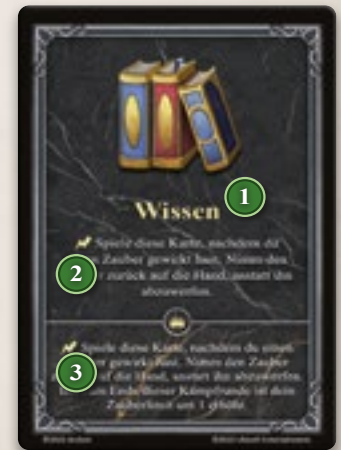 Wissen
1
Spiele diese Karte, nachdem du
Zauber gewirkt hast. Nimm den
2
zurück auf die Hand, anstatt ihn
abzuwerfen.
Spiele diese Karte, nachdem du einen
gewirkt hast. Nimm den Zauber
3
auf die Hand, anstatt ihn abzuwerfen.
Ende dieser Kampfrunde ist dein
Zauberlimit um 1 erhöht.